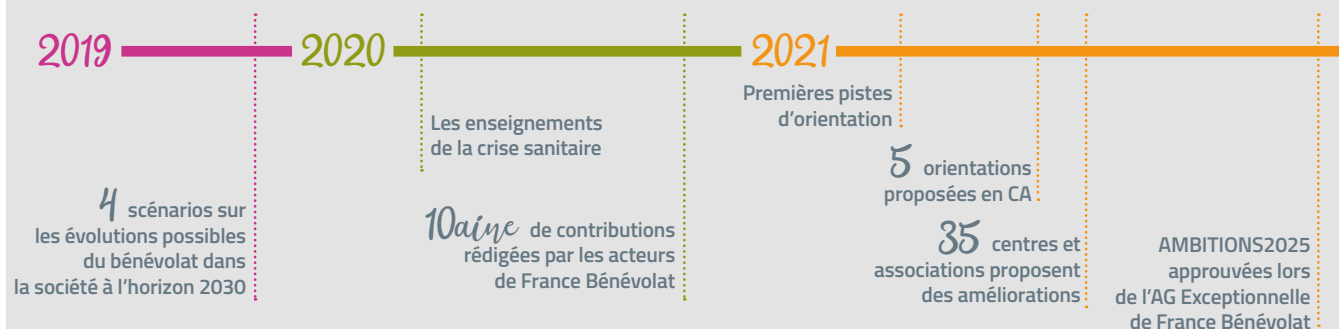 2019
4 scénarios sur
les évolutions possibles
du bénévolat dans
la société à l'horizon 2030
2020
Les enseignements
de la crise sanitaire
10aine de contributions
rédigées par les acteurs
de France Bénévolat
2021
Premières pistes
d'orientation
5 orientations
proposées en CA
35 centres et
associations proposent
des améliorations
AMBITIONS2025
approuvées lors
de l'AG Exceptionnelle
de France Bénévolat